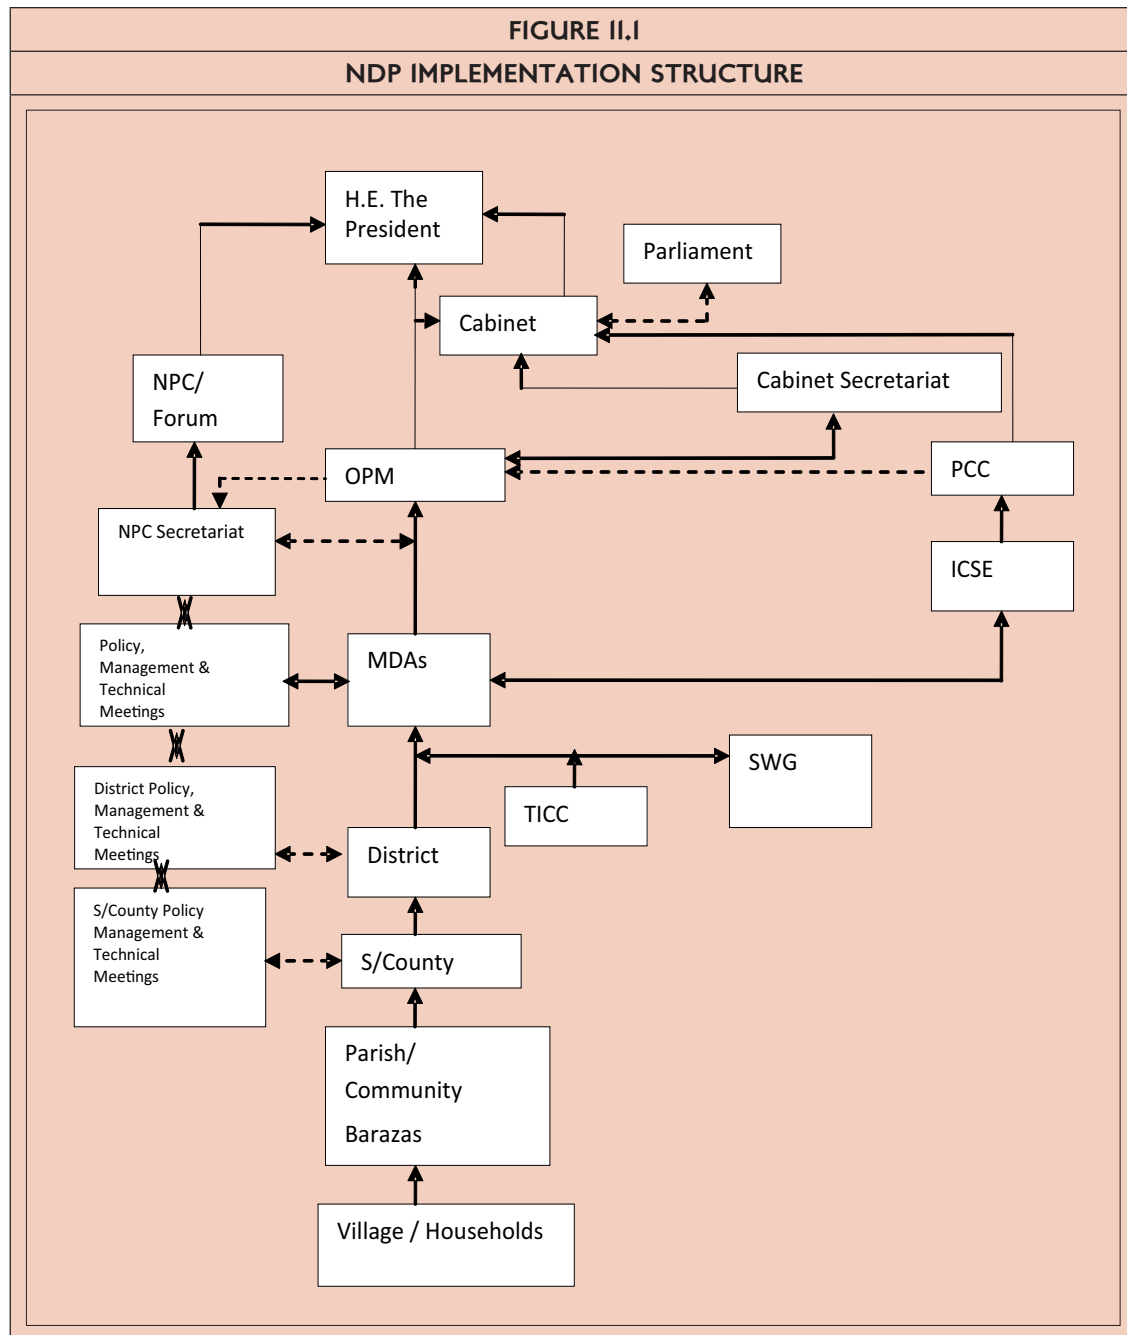 FIGURE 11.1
NDP IMPLEMENTATION STRUCTURE
H.E. The
President
Parliament
Cabinet
NPC/
Forum
Cabinet Secretariat
OPM
PCC
NPC Secretariat
ICSE
Policy,
Management &
Technical
Meetings
MDAs
SWG
District Policy,
Management &
Technical
Meetings
TICC
District
S/County Policy
Management &
Technical
Meetings
S/County
Parish/
Community
Barazas
Village / Households